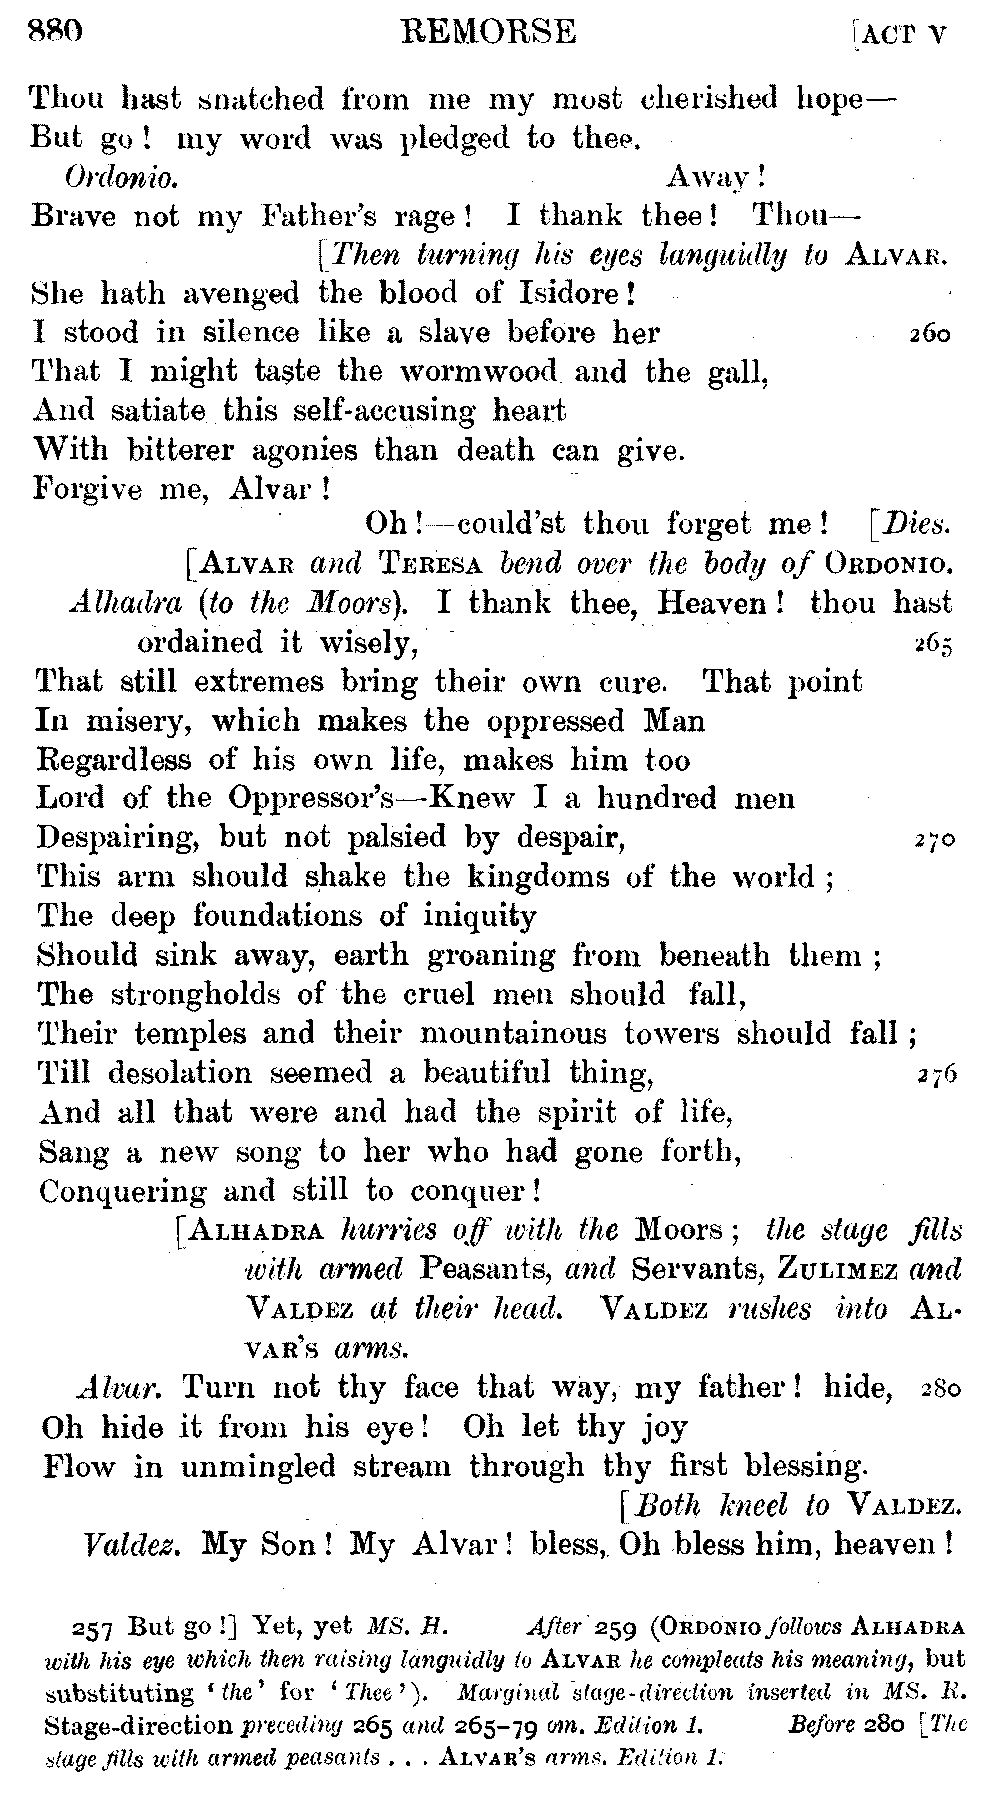 880 REMORSE [ACT V
Thou hast snatched from me my most cherished hope—
But go! my word was pledged to thee.
Ordonio. Away!
Brave not my Father's rage! I thank thee! Thou—
[Then turning his eyes languidly to ALVAR.
She hath avenged the blood of Isidore!
I stood in silence like a slave before her 260
That I might taste the wormwood and the gall,
And satiate this self-accusing heart
With bitterer agonies than death can give.
Forgive me, Alvar!
Oh!—could'st thou forget me! [Dies.
[ALVAR and TERESA bend over the body of ORDONIO.
Alhadra (to the Moors). I thank thee, Heaven! thou hast
ordained it wisely, 265
That still extremes bring their own cure. That point
In misery, which makes the oppressed Man
Regardless of his own life, makes him too
Lord of the Oppressor's—Knew I a hundred men
Despairing, but not palsied by despair, 270
This arm should shake the kingdoms of the world;
The deep foundations of iniquity
Should sink away, earth groaning from beneath them;
The strongholds of the cruel men should fall,
Their temples and their mountainous towers should fall;
Till desolation seemed a beautiful thing, 276
And all that were and had the spirit of life,
Sang a new song to her who had gone forth,
Conquering and still to conquer!
[ALHADRA hurries off with the Moors; the stage fills
with armed Peasants, and Servants, ZULIMEZ and
VALDEZ at their head. VALDEZ rushes into AL-
VAR's arms.
Alvar. Turn not thy face that way, my father! hide, 280
Oh hide it from his eye! Oh let thy joy
Flow in unmingled stream through thy first blessing.
[Both kneel to VALDEZ.
Valdez. My Son! My Alvar! bless, Oh bless him, heaven!
257 But go!] Yet, yet MS. H. After 259 (ORDONIO follows ALHADRA
with his eye which then raising languidly to ALVAR he compleats his meaning, but
substituting 'the' for 'Thee'). Marginal stage-direction inserted in MS. R.
Stage-direction preceding 265 and 265-79 om. Edition 1. Before 280 [The
stage fills with armed peasants . . . ALVAR'S arms. Edition 1.